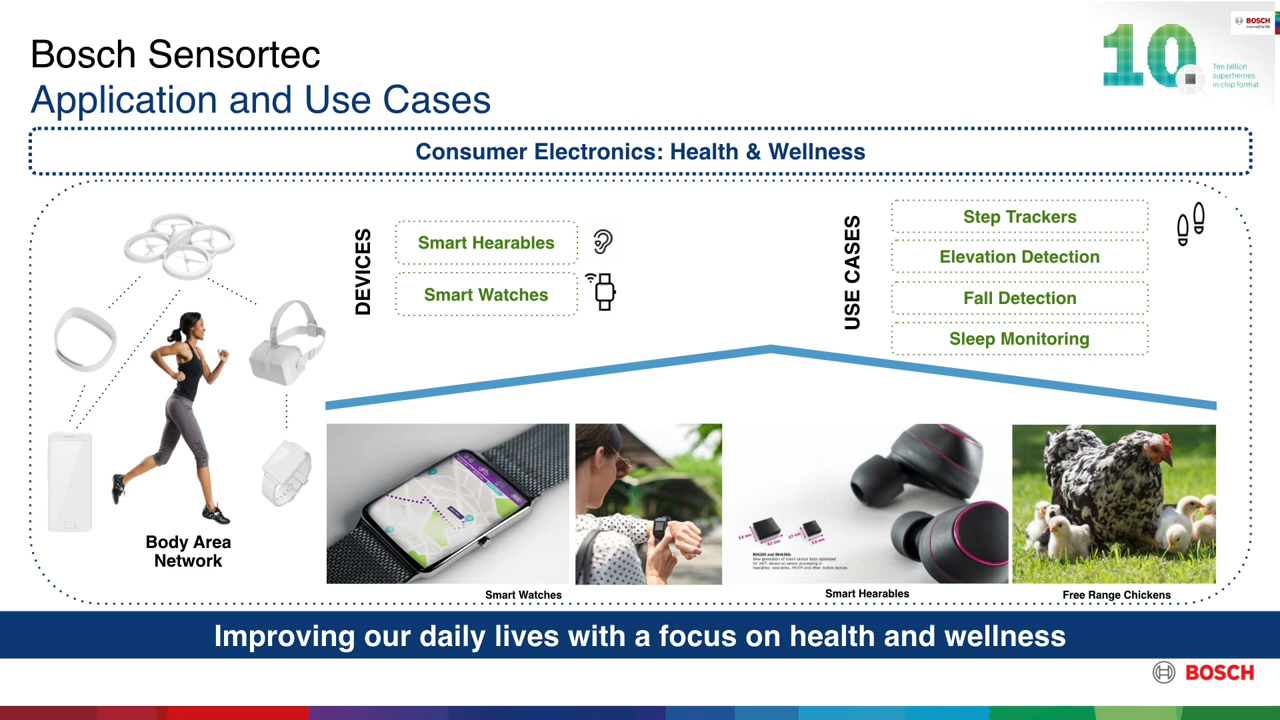 Bosch Sensortec
Application and Use Cases
10
Ten billion
superheroes
in chip format
BOSCH
Consumer Electronics: Health & Wellness
DEVICES
Smart Hearables
Smart Watches
USE CASES
Step Trackers
Elevation Detection
Fall Detection
Sleep Monitoring
Body Area
Network
Smart Watches
Smart Hearables
Free Range Chickens
Improving our daily lives with a focus on health and wellness
BOSCH